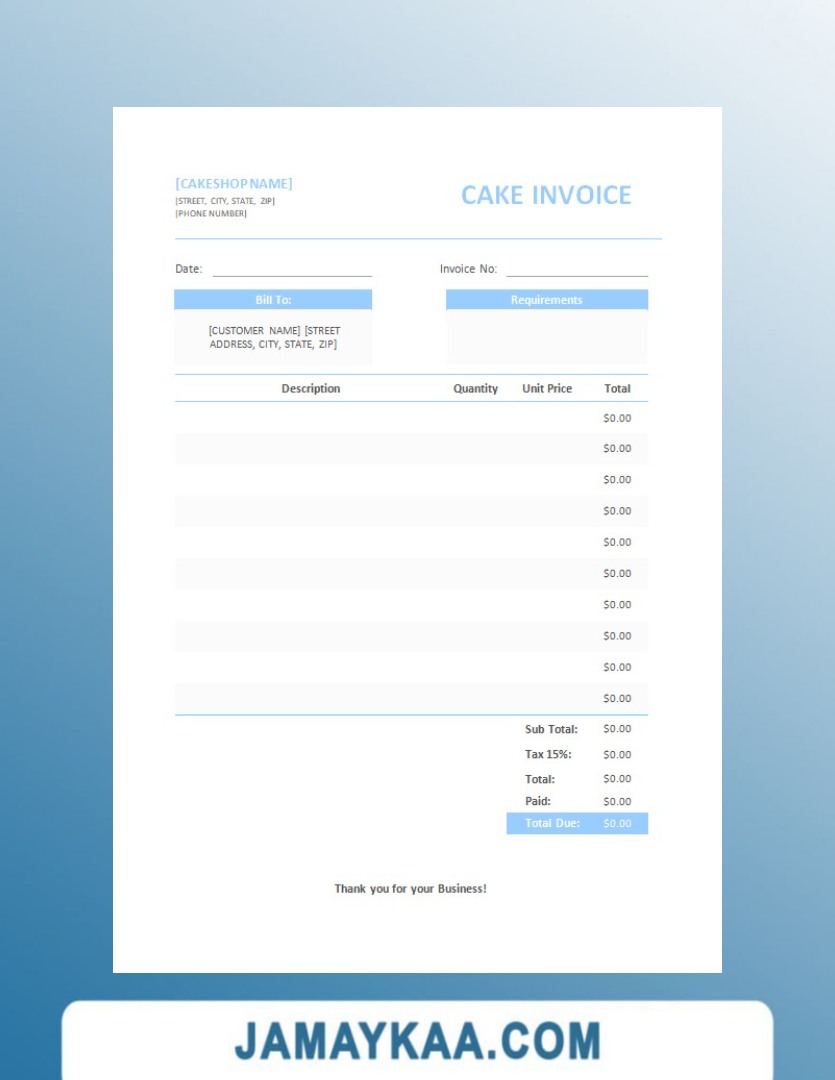 [CAKESHOP NAME]
CAKE INVOICE
[STREET, CITY, STATE, ZIP]
[PHONE NUMBER]
Date:
Invoice No:
Bill To:
Requirements
[CUSTOMER NAME] [STREET
ADDRESS, CITY, STATE, ZIP]
Description Quantity Unit Price Total
$0.00
$0.00
$0.00
$0.00
$0.00
$0.00
$0.00
$0.00
$0.00
$0.00
Sub Total: $0.00
Tax 15%: $0.00
Total: $0.00
Paid: $0.00
Total Due: $0.00
Thank you for your Business!
JAMAYKAA.COM